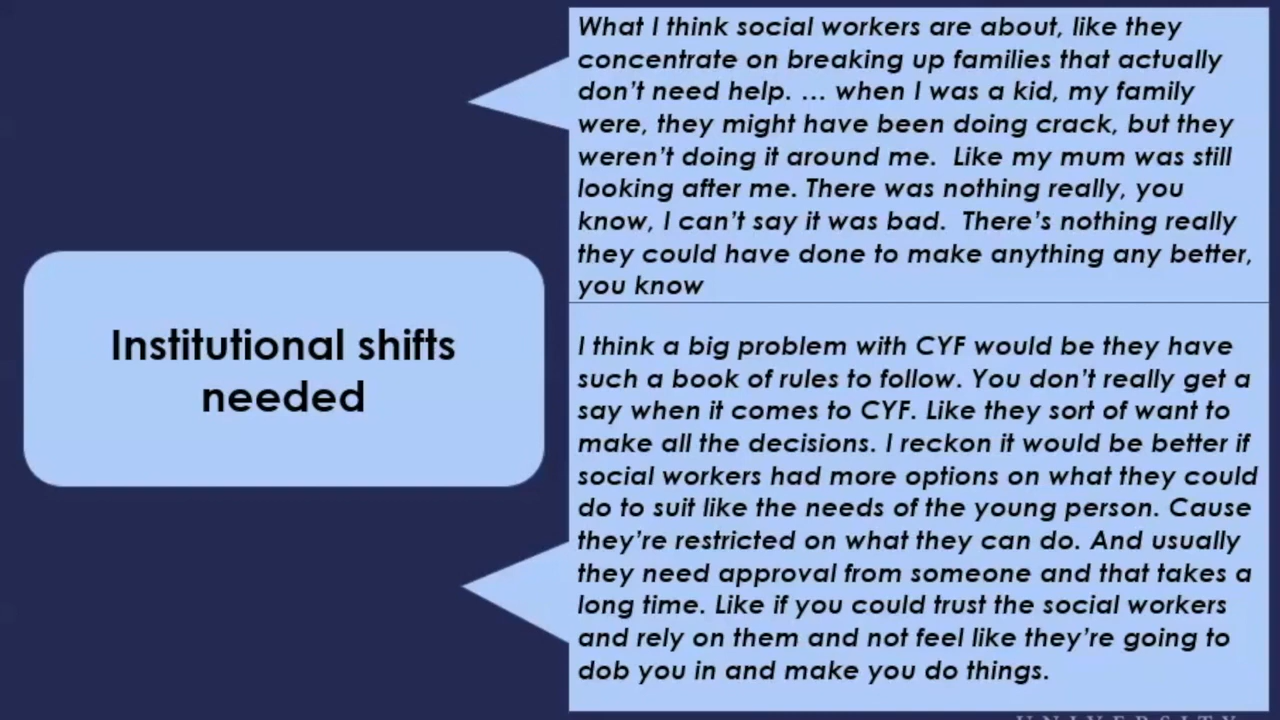 What I think social workers are about, like they
concentrate on breaking up families that actually
don't need help. … when I was a kid, my family
were, they might have been doing crack, but they
weren't doing it around me.  Like my mum was still
looking after me. There was nothing really, you
know, I can't say it was bad.  There's nothing really
they could have done to make anything any better,
you know
Institutional shifts
needed
I think a big problem with CYF would be they have
such a book of rules to follow. You don't really get a
say when it comes to CYF. Like they sort of want to
make all the decisions. I reckon it would be better if
social workers had more options on what they could
do to suit like the needs of the young person. Cause
they're restricted on what they can do. And usually
they need approval from someone and that takes a
long time. Like if you could trust the social workers
and rely on them and not feel like they're going to
dob you in and make you do things.
UNIVERSITY